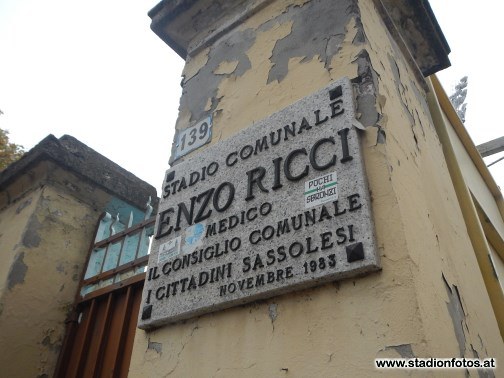 139
STADIO COMUNALE
ENZO RICCI
MEDICO
IL CONSIGLIO COMUNALE
I CITTADINI SASSOLESI
NOVEMBRE 1983
POCHI
www.stadionfotos.at